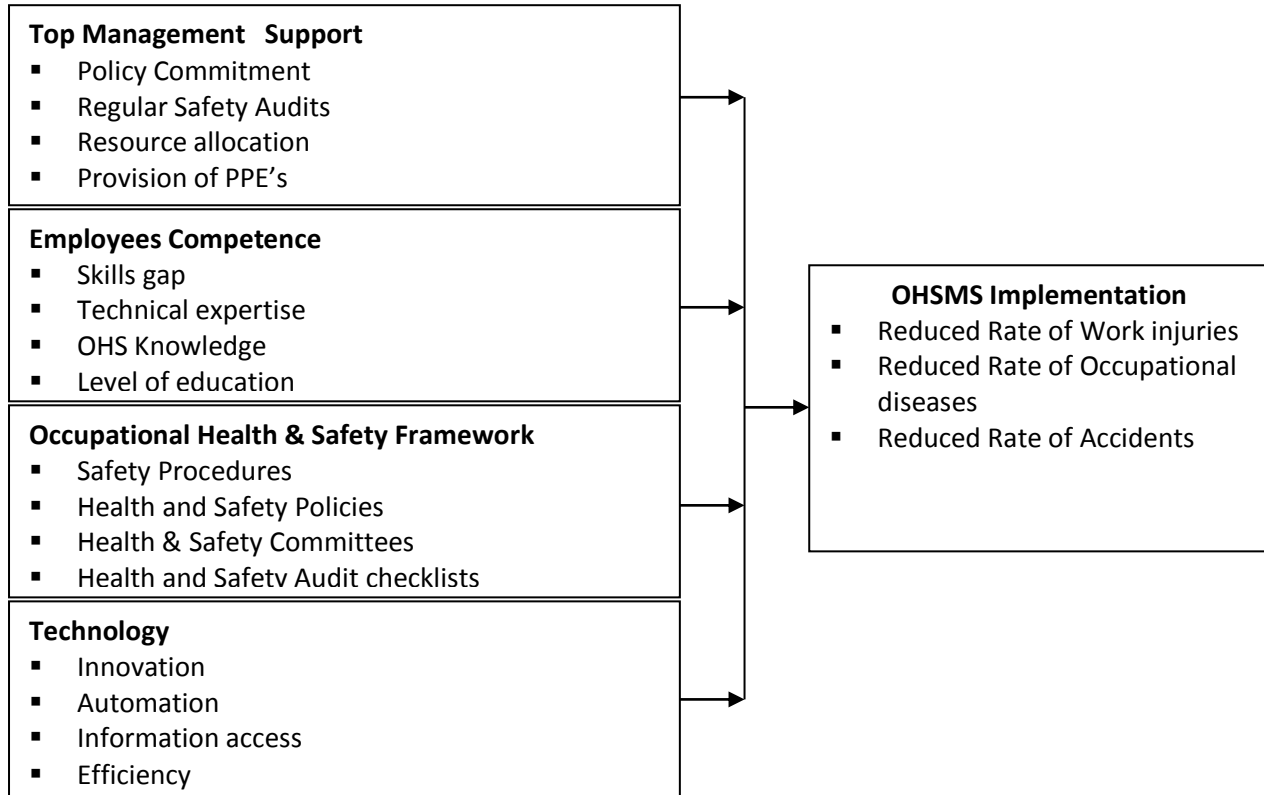 Top Management   Support
▪ Policy Commitment
▪ Regular Safety Audits
▪ Resource allocation
▪ Provision of PPE’s
Employees Competence
▪ Skills gap
▪ Technical expertise
▪ OHS Knowledge
▪ Level of education
Occupational Health & Safety Framework
▪ Safety Procedures
▪ Health and Safety Policies
▪ Health & Safety Committees
▪ Health and Safety Audit checklists
Technology
▪ Innovation
▪ Automation
▪ Information access
▪ Efficiency
OHSMS Implementation
▪ Reduced Rate of Work injuries
▪ Reduced Rate of Occupational
diseases
▪ Reduced Rate of Accidents